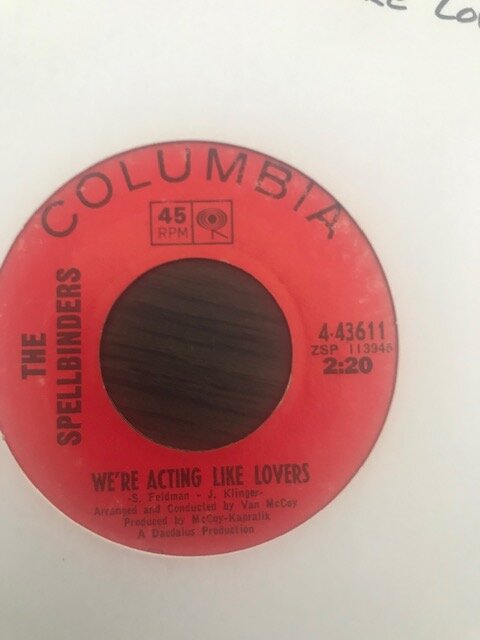 COLUMBIA
45
RPM
THE
SPELLBINDERS
4-43611
ZSP 113945
2:20
WE'RE ACTING LIKE LOVERS
-S. Feldman - J. Klinger-
Arranged and Conducted by Van McCoy
Produced by McCoy-Kapralik
A Daedalus Production